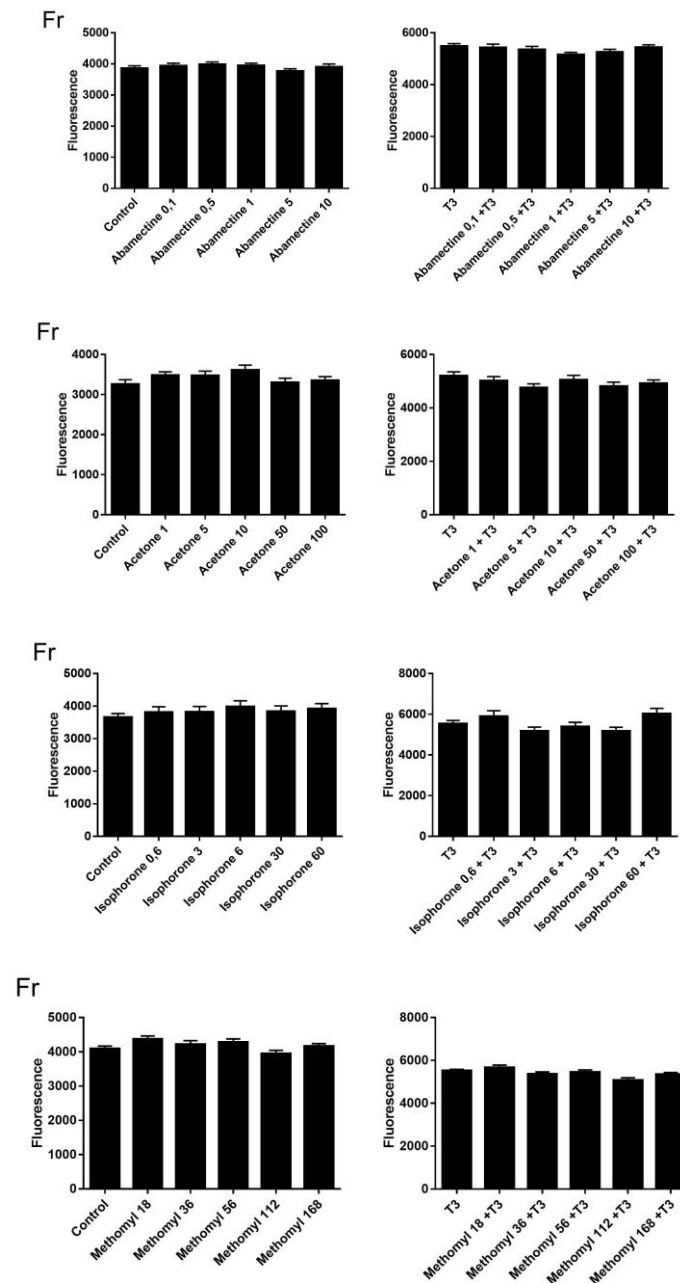 Fr
5000
4000
3000
2000
1000
0
Fluorescence
Control
Abamectine 0,1
Abamectine 0,5
Abamectine 1
Abamectine 5
Abamectine 10
6000
4000
2000
0
Fluorescence
T3
Abamectine 0,1 +T3
Abamectine 0,5 +T3
Abamectine 1 +T3
Abamectine 5 +T3
Abamectine 10 +T3
Fr
4000
3000
2000
1000
0
Fluorescence
Control
Acetone 1
Acetone 5
Acetone 10
Acetone 50
Acetone 100
6000
4000
2000
0
Fluorescence
T3
Acetone 1 + T3
Acetone 5 + T3
Acetone 10 + T3
Acetone 50 + T3
Acetone 100 + T3
Fr
5000
4000
3000
2000
1000
0
Fluorescence
Control
Isophorone 0,6
Isophorone 3
Isophorone 6
Isophorone 30
Isophorone 60
8000
6000
4000
2000
0
Fluorescence
T3
Isophorone 0,6 + T3
Isophorone 3 + T3
Isophorone 6 + T3
Isophorone 30 + T3
Isophorone 60 + T3
Fr
5000
4000
3000
2000
1000
0
Fluorescence
Control
Methomyl 18
Methomyl 36
Methomyl 56
Methomyl 112
Methomyl 168
8000
6000
4000
2000
0
Fluorescence
T3
Methomyl 18 +T3
Methomyl 36 +T3
Methomyl 56 +T3
Methomyl 112 +T3
Methomyl 168 +T3